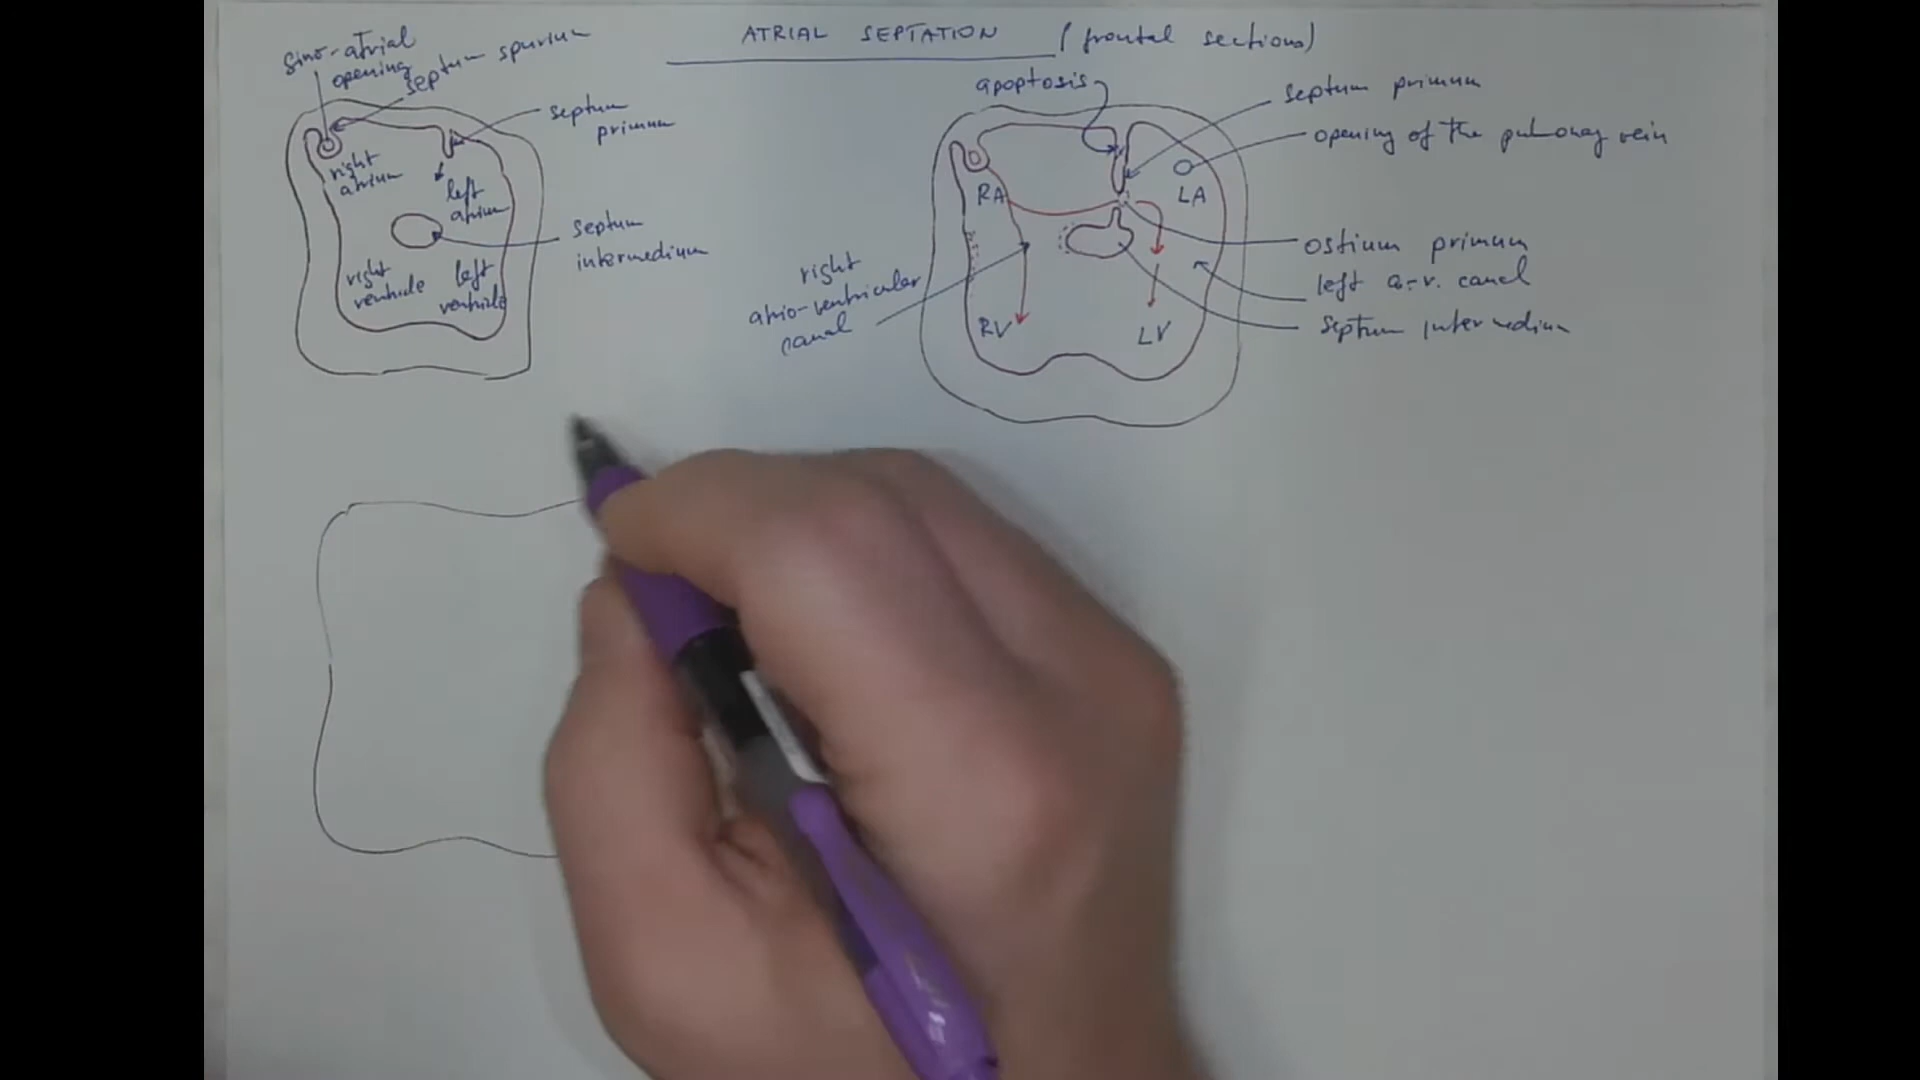 ATRIAL SEPTATION (frontal sections)
sino-atrial
opening
septum spurium
septum
primum
right
atrium
left
atrium
septum
intermedium
right
ventricle
left
ventricle
apoptosis
septum primum
opening of the pulmonary vein
RA
LA
ostium primum
left a.-v. canal
septum intermedium
right
atrio-ventricular
canal
RV
LV